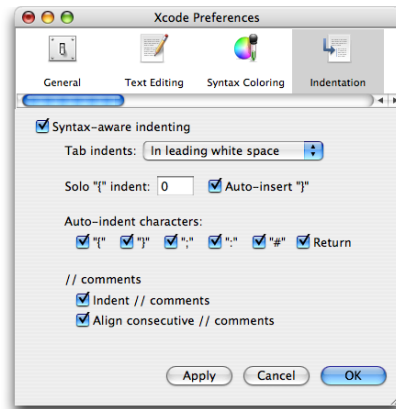 Xcode Preferences
General Text Editing Syntax Coloring Indentation
Syntax-aware indenting
Tab indents: In leading white space
Solo "{" indent: 0 Auto-insert "}"
Auto-indent characters:
"{" "}" ";" ":" "#" Return
// comments
Indent // comments
Align consecutive // comments
Apply Cancel OK